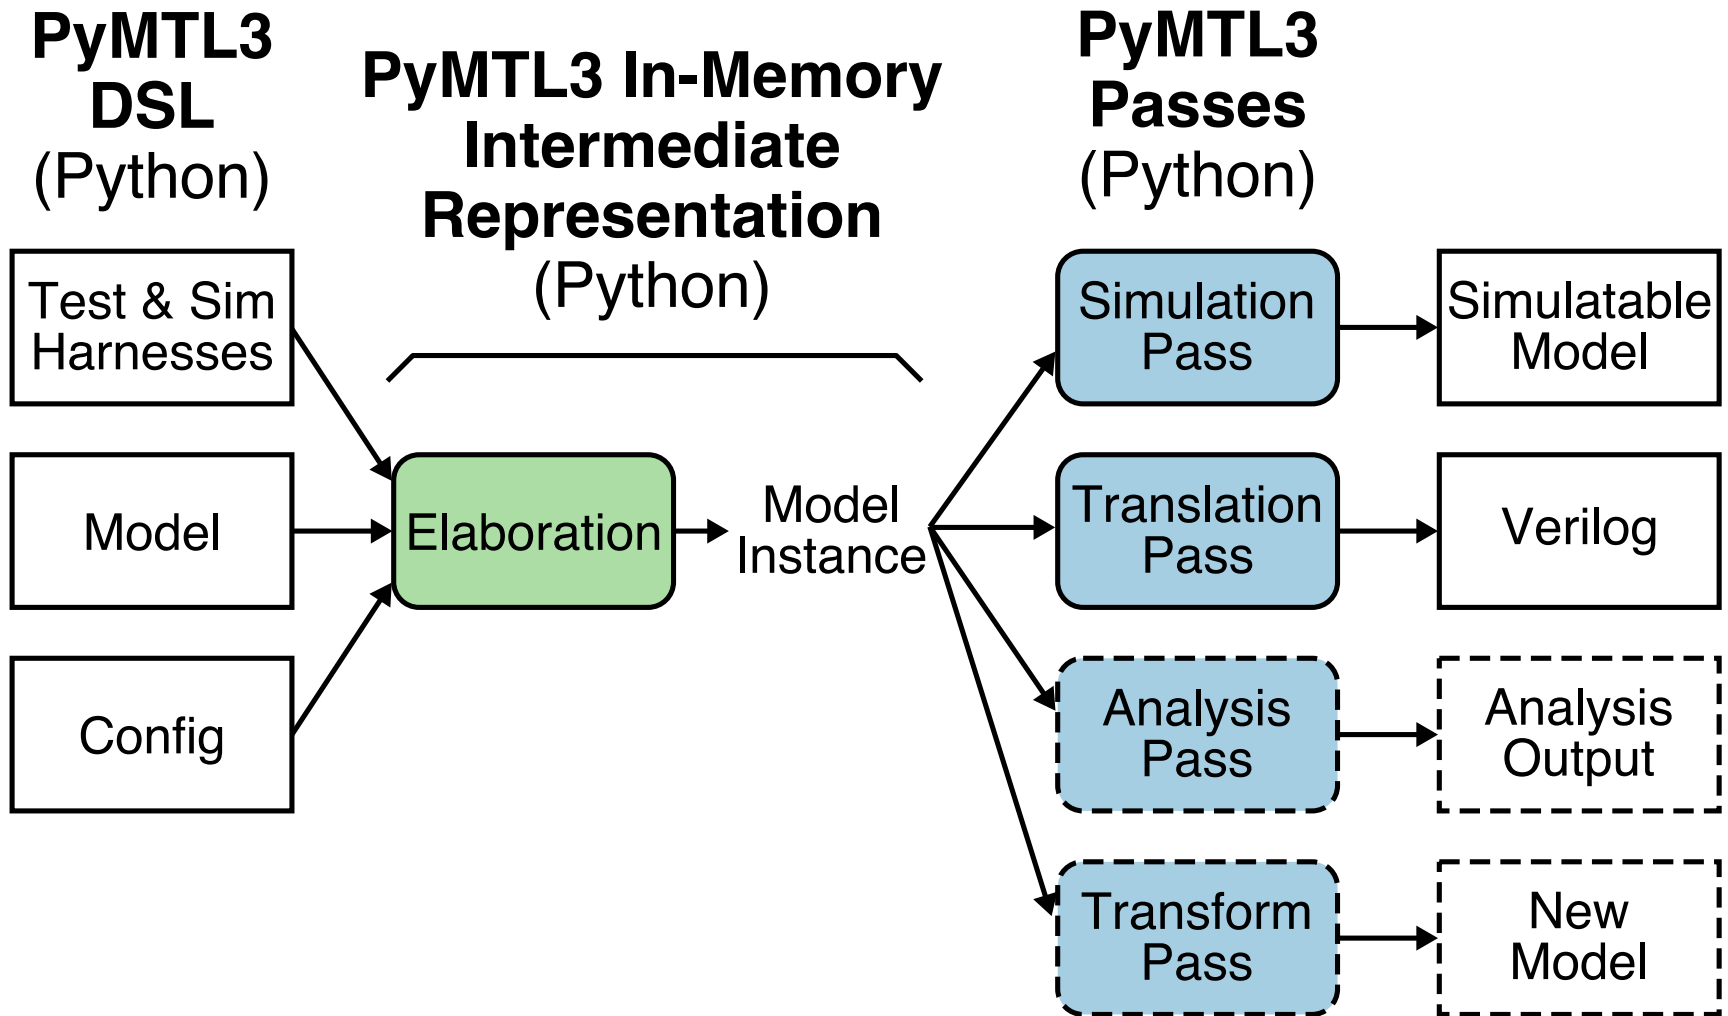 PyMTL3
DSL
(Python)
PyMTL3 In-Memory
Intermediate
Representation
(Python)
PyMTL3
Passes
(Python)
Test & Sim
Harnesses
Model
Config
Elaboration
Model
Instance
Simulation
Pass
Translation
Pass
Analysis
Pass
Transform
Pass
Simulatable
Model
Verilog
Analysis
Output
New
Model